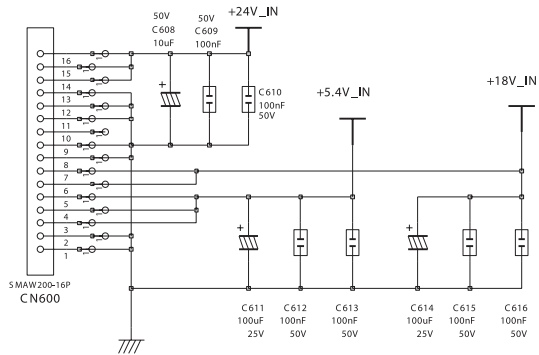 50V 50V +24V_IN
C608 C609
10uF 100nF
+18V_IN
+5.4V_IN
C610
100nF
50V
+
16
15
14
13
12
11
10
9
8
7
6
5
4
3
2
1
+ +
SMAW200-16P
CN600
C611 C612 C613 C614 C615 C616
100uF 100nF 100nF 100uF 100nF 100nF
25V 50V 50V 25V 50V 50V